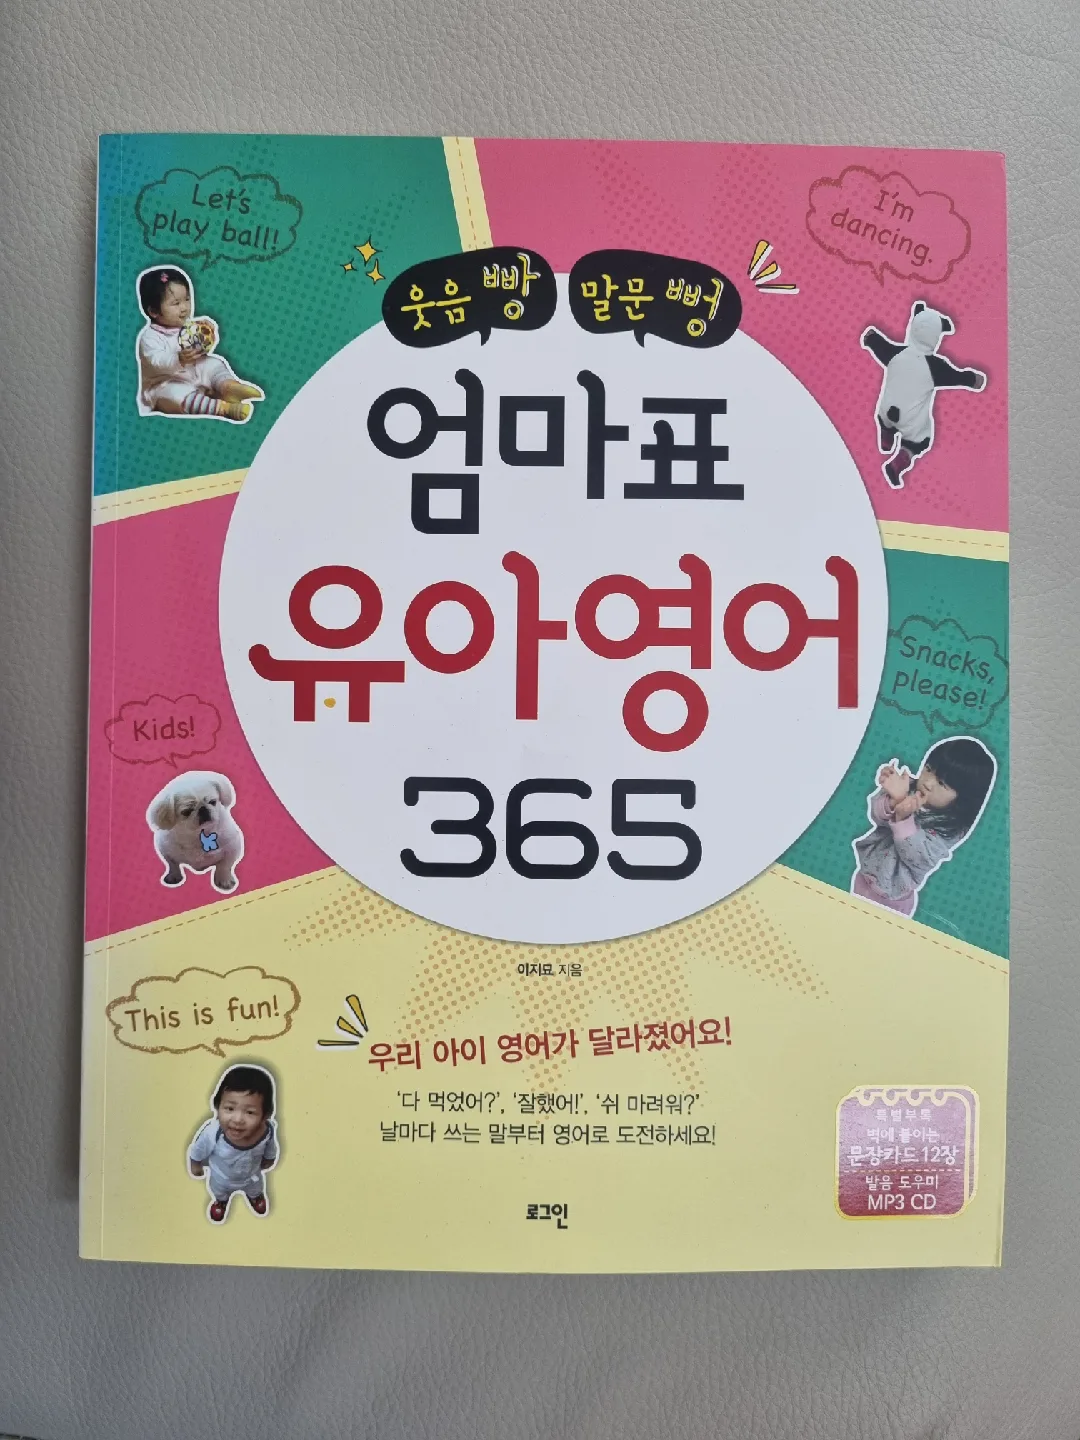 Let's
play ball!
I'm
dancing.
웃음 빵
말문 뻥
엄마표
유아영어
365
Snacks,
please!
Kids!
이지묘 지음
This is fun!
우리 아이 영어가 달라졌어요!
'다 먹었어?', '잘했어!', '쉬 마려워?'
날마다 쓰는 말부터 영어로 도전하세요!
특별부록
벽에 붙이는
문장카드 12장
발음 도우미
MP3 CD
로그인